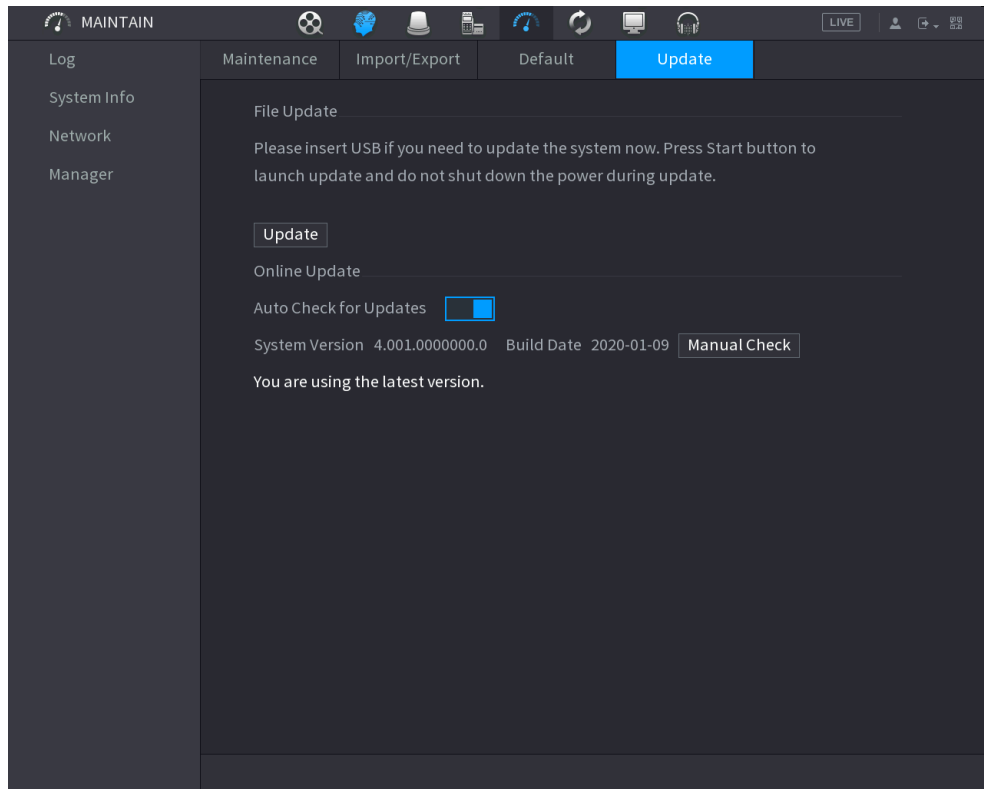 MAINTAIN
LIVE
Log
System Info
Network
Manager
Maintenance Import/Export Default Update
File Update
Please insert USB if you need to update the system now. Press Start button to
launch update and do not shut down the power during update.
Update
Online Update
Auto Check for Updates
System Version 4.001.0000000.0 Build Date 2020-01-09 Manual Check
You are using the latest version.